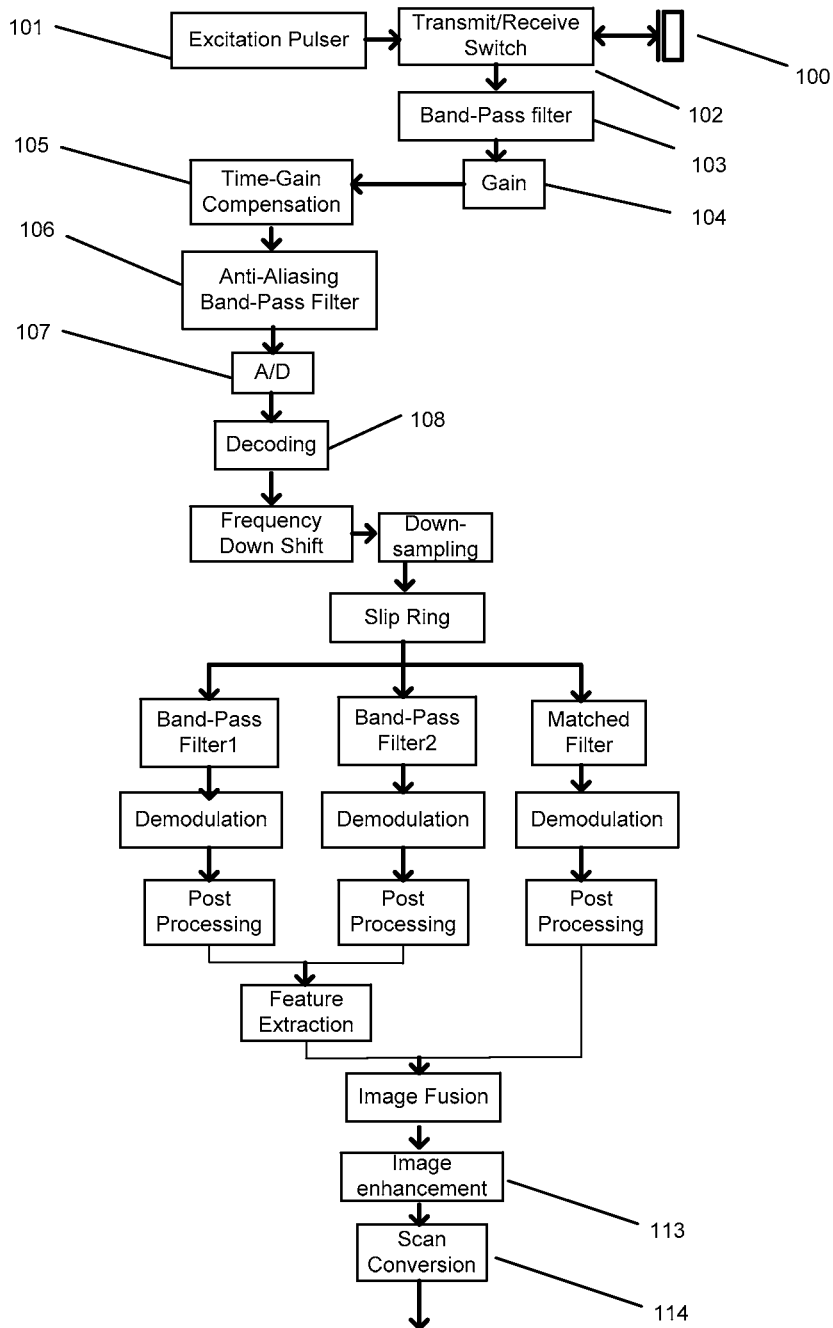 101
Excitation Pulser
Transmit/Receive
Switch
100
102
Band-Pass filter
103
105
Time-Gain
Compensation
Gain
104
106
Anti-Aliasing
Band-Pass Filter
107
A/D
108
Decoding
Frequency
Down Shift
Down-
sampling
Slip Ring
Band-Pass
Filter1
Band-Pass
Filter2
Matched
Filter
Demodulation
Demodulation
Demodulation
Post
Processing
Post
Processing
Post
Processing
Feature
Extraction
Image Fusion
Image
enhancement
113
Scan
Conversion
114